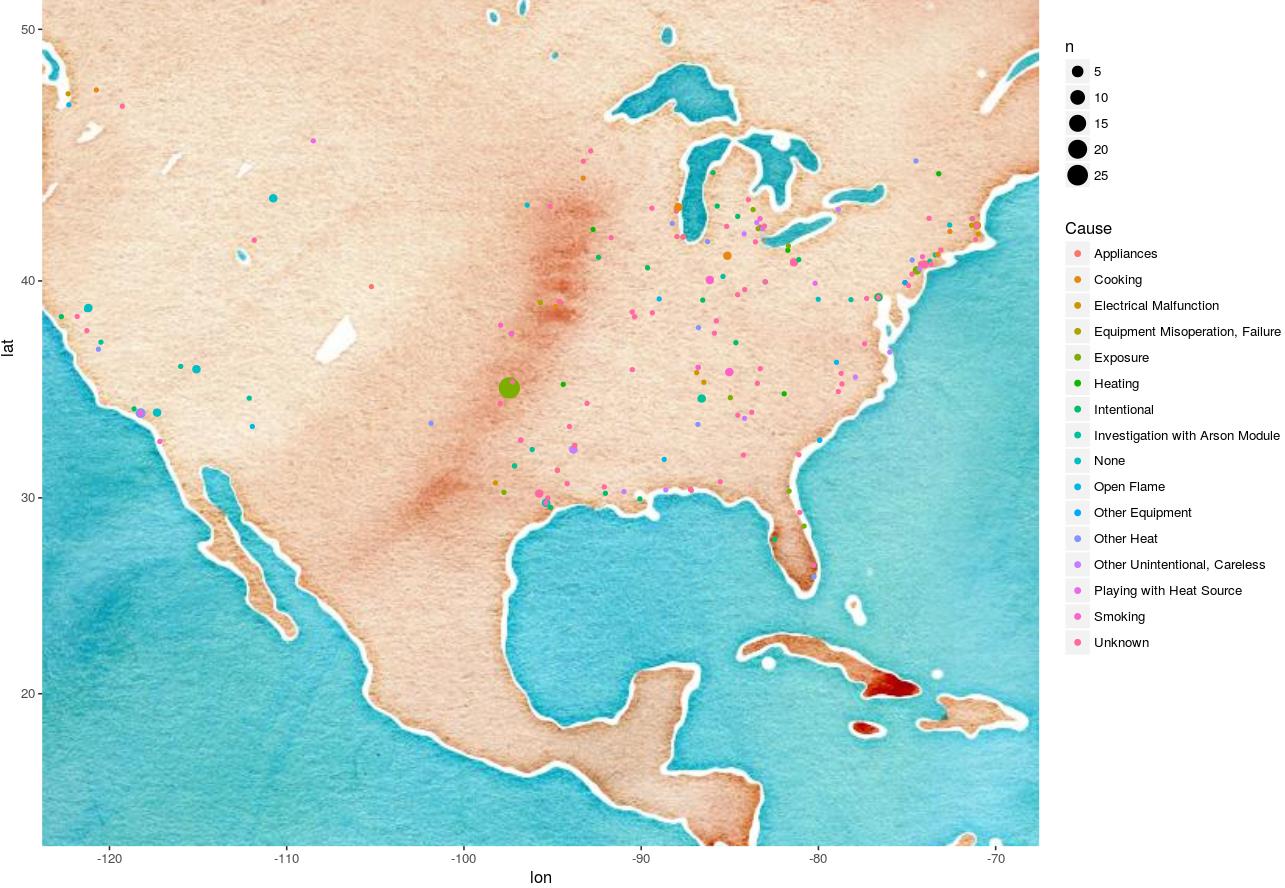 50
40
30
20
lat
-120
-110
-100
-90
-80
-70
lon
n
5
10
15
20
25
Cause
Appliances
Cooking
Electrical Malfunction
Equipment Misoperation, Failure
Exposure
Heating
Intentional
Investigation with Arson Module
None
Open Flame
Other Equipment
Other Heat
Other Unintentional, Careless
Playing with Heat Source
Smoking
Unknown